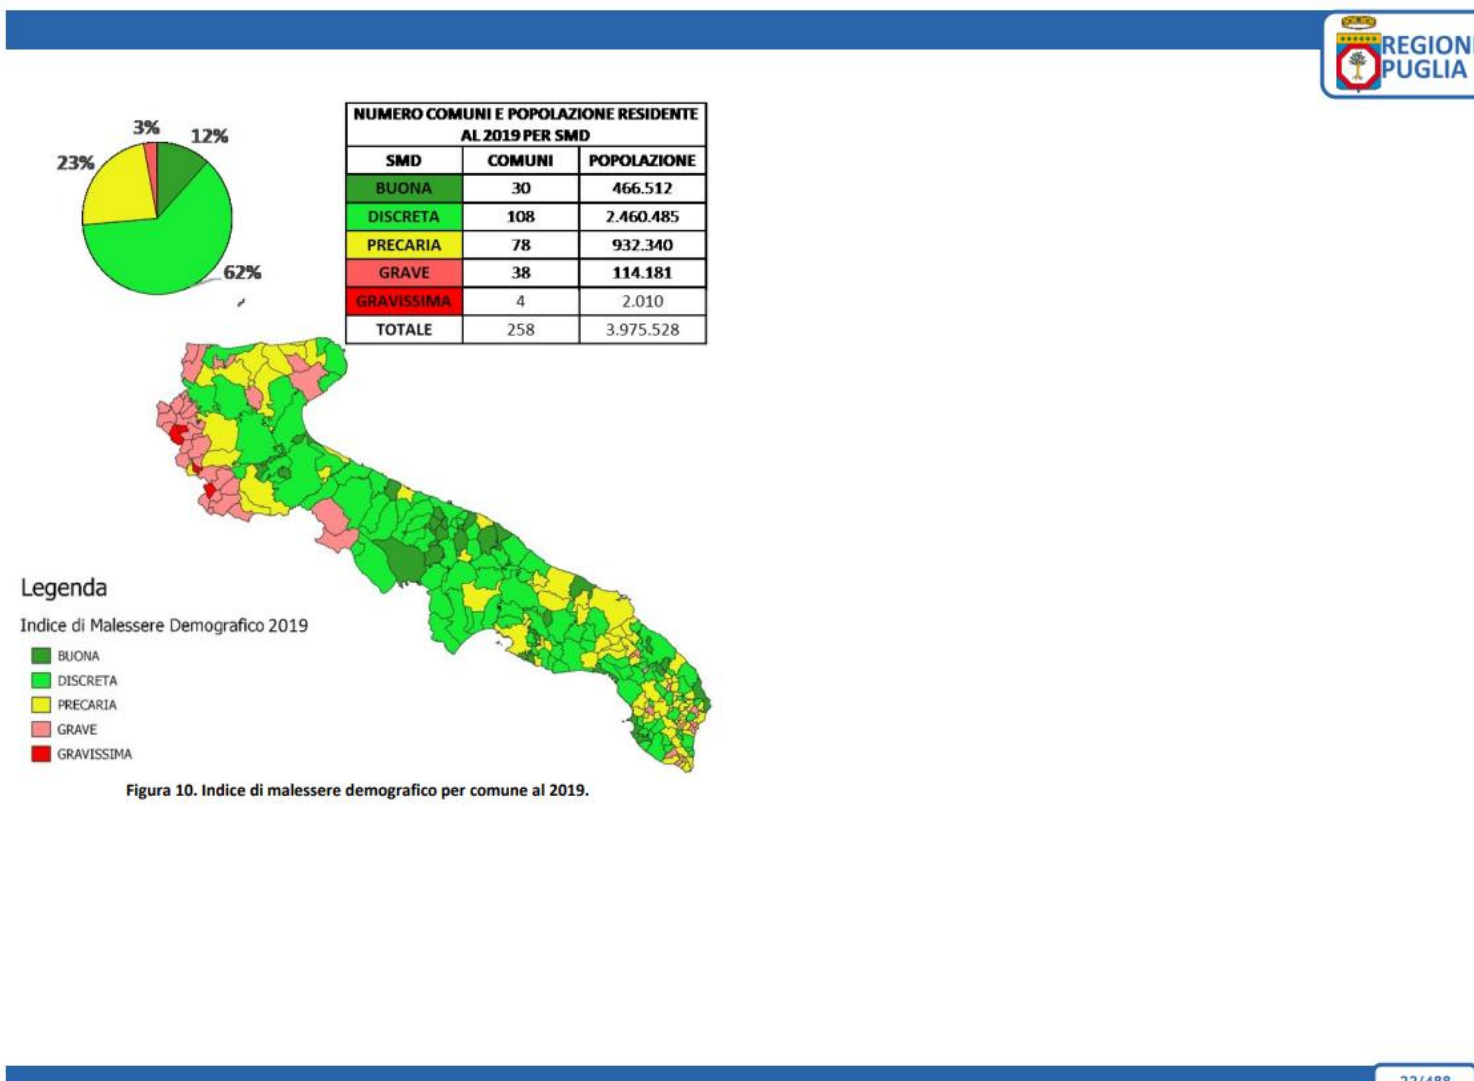 REGIONE
PUGLIA
3%
12%
23%
62%
NUMERO COMUNI E POPOLAZIONE RESIDENTE
AL 2019 PER SMD
SMD COMUNI POPOLAZIONE
BUONA 30 466.512
DISCRETA 108 2.460.485
PRECARIA 78 932.340
GRAVE 38 114.181
GRAVISSIMA 4 2.010
TOTALE 258 3.975.528
Legenda
Indice di Malessere Demografico 2019
BUONA
DISCRETA
PRECARIA
GRAVE
GRAVISSIMA
Figura 10. Indice di malessere demografico per comune al 2019.